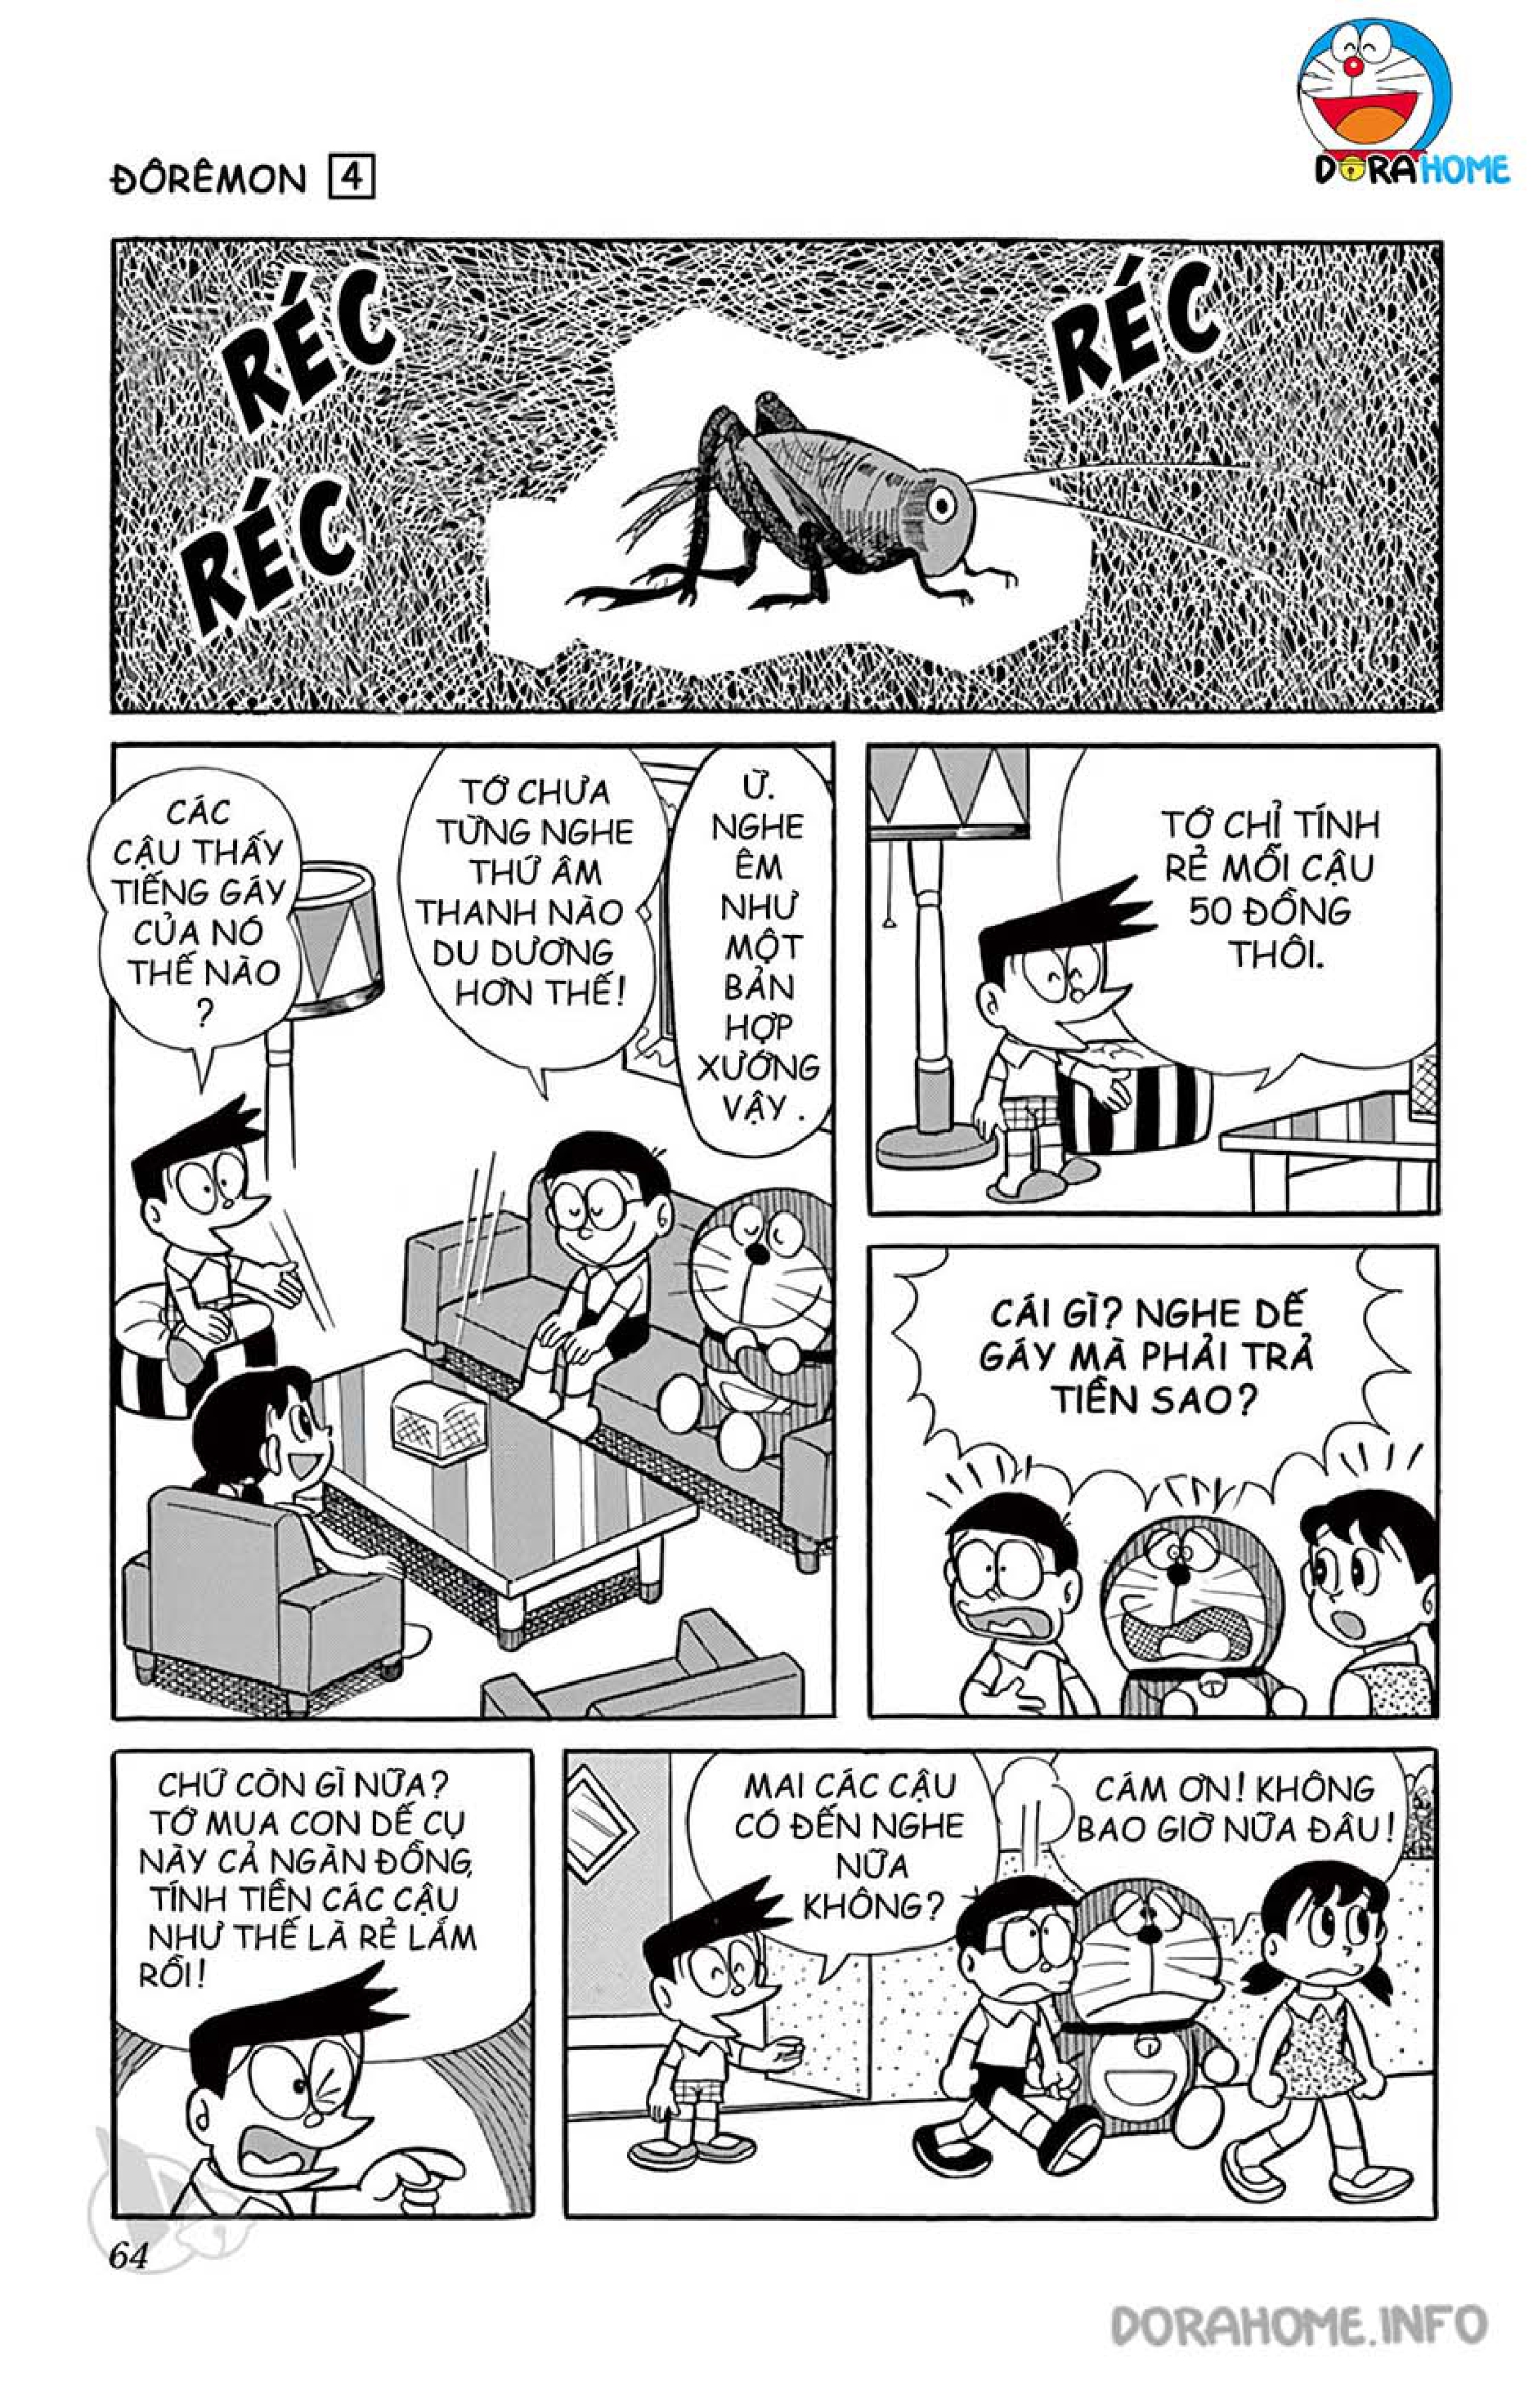 DORAHOME
ĐÔRÊMON 4
RÉC
RÉC
RÉC
CÁC
CẬU THẤY
TIẾNG GÁY
CỦA NÓ
THẾ NÀO
?
TỚ CHƯA
TỪNG NGHE
THỨ ÂM
THANH NÀO
DU DƯƠNG
HƠN THẾ!
Ừ.
NGHE
ÊM
NHƯ
MỘT
BẢN
HỢP
XƯỚNG
VẬY.
TỚ CHỈ TÍNH
RẺ MỖI CẬU
50 ĐỒNG
THÔI.
CÁI GÌ? NGHE DẾ
GÁY MÀ PHẢI TRẢ
TIỀN SAO?
CHỨ CÒN GÌ NỮA?
TỚ MUA CON DẾ CỤ
NÀY CẢ NGÀN ĐỒNG,
TÍNH TIỀN CÁC CẬU
NHƯ THẾ LÀ RẺ LẮM
RỒI!
MAI CÁC CẬU
CÓ ĐẾN NGHE
NỮA
KHÔNG?
CÁM ƠN! KHÔNG
BAO GIỜ NỮA ĐÂU!
64
DORAHOME.INFO